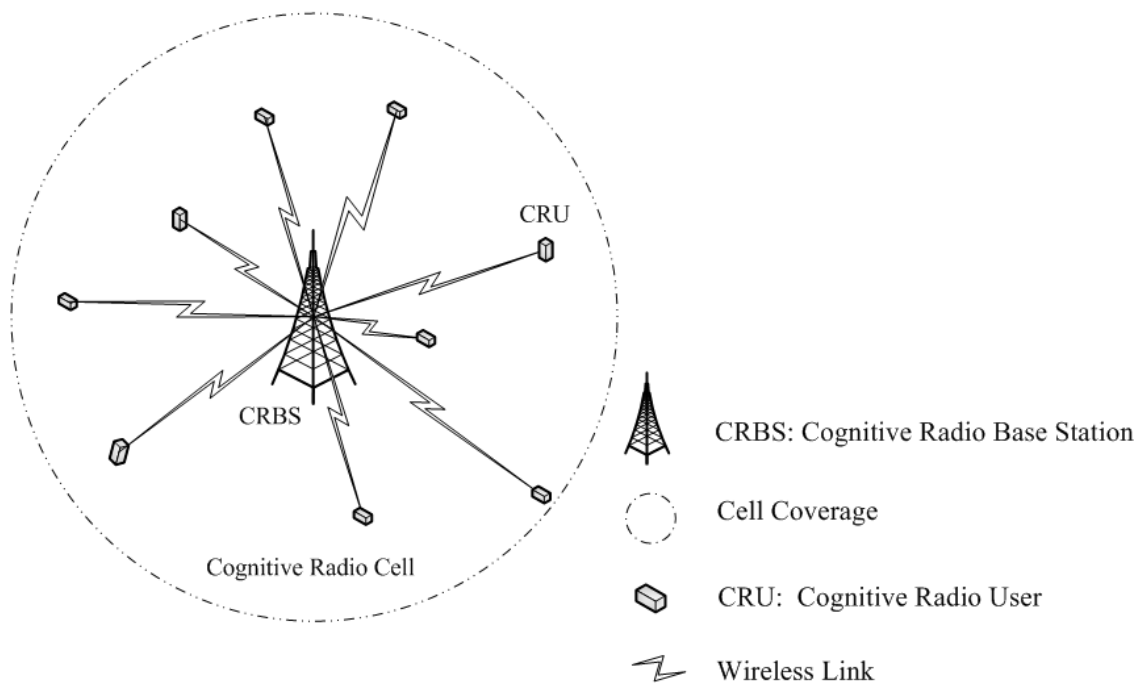 CRU
CRBS
Cognitive Radio Cell
CRBS: Cognitive Radio Base Station
Cell Coverage
CRU: Cognitive Radio User
Wireless Link